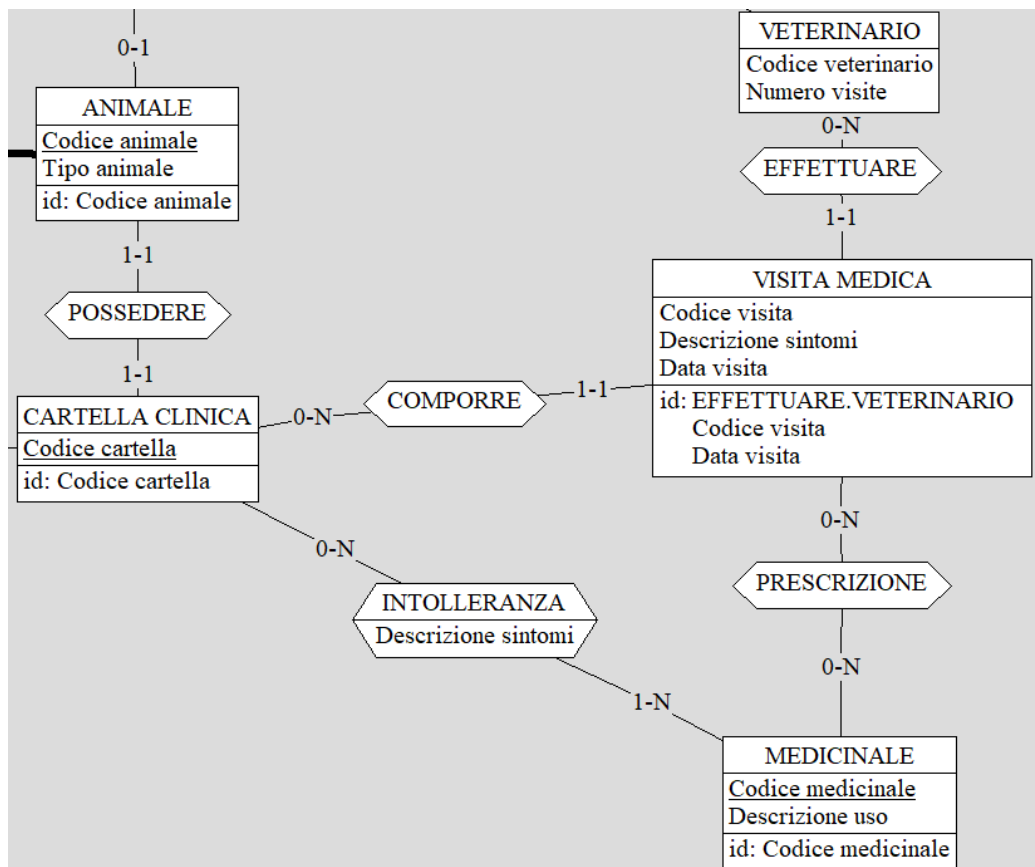 VETERINARIO
Codice veterinario
Numero visite
0-1
ANIMALE
Codice animale
Tipo animale
id: Codice animale
0-N
EFFETTUARE
1-1
1-1
VISITA MEDICA
Codice visita
Descrizione sintomi
Data visita
id: EFFETTUARE.VETERINARIO
Codice visita
Data visita
POSSEDERE
1-1
CARTELLA CLINICA
Codice cartella
id: Codice cartella
0-N
COMPORRE
1-1
0-N
INTOLLERANZA
Descrizione sintomi
1-N
0-N
PRESCRIZIONE
0-N
MEDICINALE
Codice medicinale
Descrizione uso
id: Codice medicinale